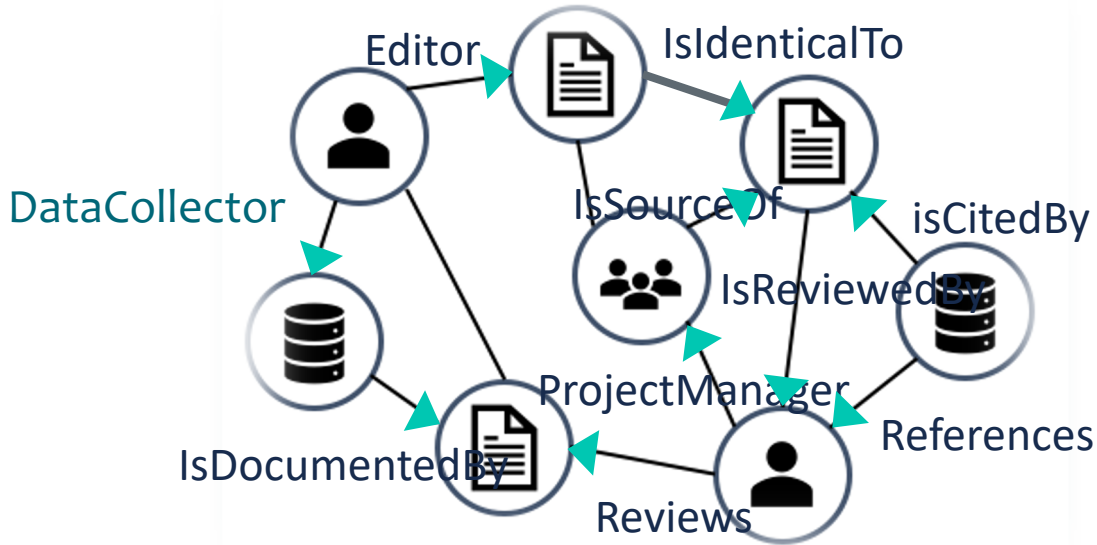 Editor
IsIdenticalTo
DataCollector
IsSourceOf
isCitedBy
IsReviewedBy
ProjectManager
References
IsDocumentedBy
Reviews